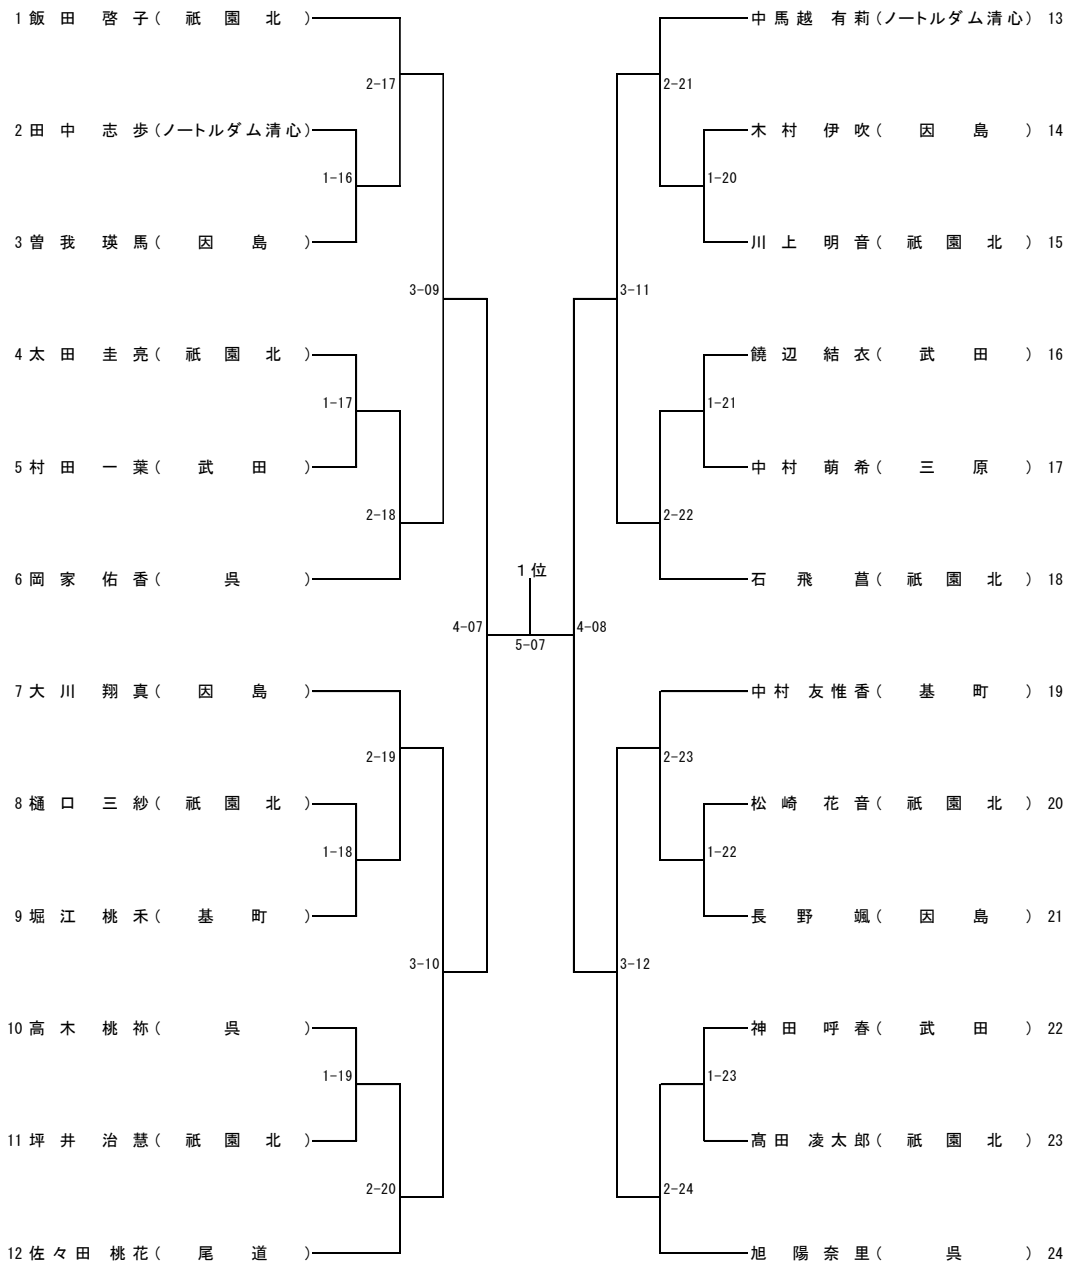 1 飯田 啓子(祇園北)
2-17
2 田中 志歩(ノートルダム清心)
1-16
3 曽我 瑛馬(因島)
3-09
4 太田 圭亮(祇園北)
1-17
5 村田 一葉(武田)
2-18
6 岡家 佑香(呉)
4-07
7 大川 翔真(因島)
2-19
8 樋口 三紗(祇園北)
1-18
9 堀江 桃禾(基町)
3-10
10 高木 桃祢(呉)
1-19
11 坪井 治慧(祇園北)
2-20
12 佐々田 桃花(尾道)
1位
5-07
中馬越 有莉(ノートルダム清心) 13
2-21
木村 伊吹(因島) 14
1-20
川上 明音(祇園北) 15
3-11
饒辺 結衣(武田) 16
1-21
中村 萌希(三原) 17
2-22
石飛 菖(祇園北) 18
4-08
中村 友惟香(基町) 19
2-23
松崎 花音(祇園北) 20
1-22
長野 颯(因島) 21
3-12
神田 呼春(武田) 22
1-23
髙田 凌太郎(祇園北) 23
2-24
旭 陽奈里(呉) 24